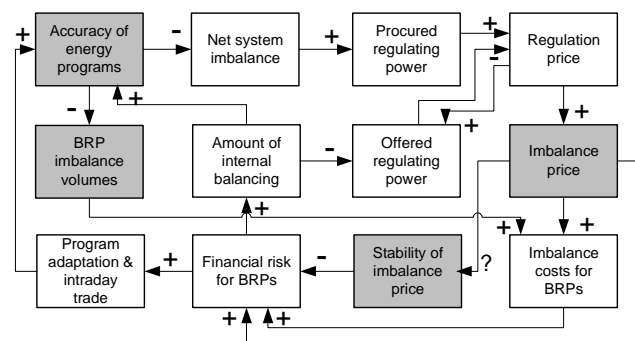 Accuracy of
energy
programs
Net system
imbalance
Procured
regulating
power
Regulation
price
+
–
+
+
–
–
+
+
+
BRP
imbalance
volumes
Amount of
internal
balancing
–
Offered
regulating
power
Imbalance
price
+
+
+
Program
adaptation &
intraday
trade
+
Financial risk
for BRPs
–
Stability of
imbalance
price
?
Imbalance
costs for
BRPs
+
+